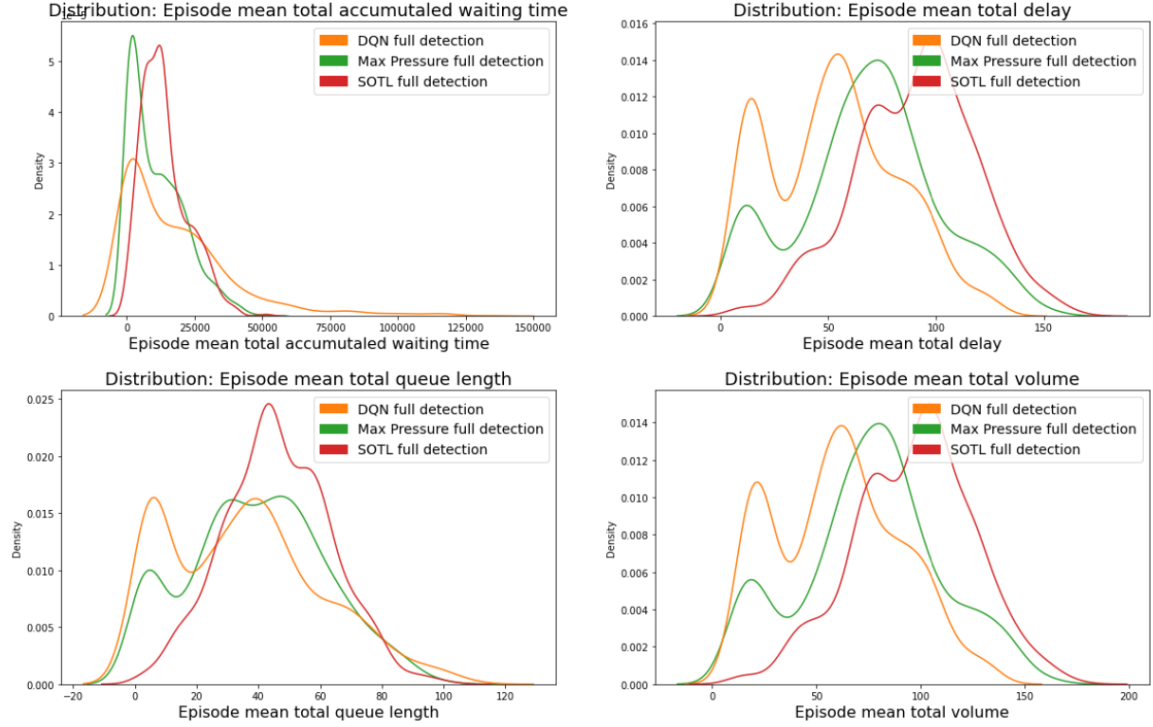 Distribution: Episode mean total accumutaled waiting time
DQN full detection
Max Pressure full detection
SOTL full detection
Density
5
4
3
2
1
0
0 25000 50000 75000 100000 125000 150000
Episode mean total accumutaled waiting time
Distribution: Episode mean total delay
DQN full detection
Max Pressure full detection
SOTL full detection
Density
0.016
0.014
0.012
0.010
0.008
0.006
0.004
0.002
0.000
0 50 100 150
Episode mean total delay
Distribution: Episode mean total queue length
DQN full detection
Max Pressure full detection
SOTL full detection
Density
0.025
0.020
0.015
0.010
0.005
0.000
−20 0 20 40 60 80 100 120
Episode mean total queue length
Distribution: Episode mean total volume
DQN full detection
Max Pressure full detection
SOTL full detection
Density
0.014
0.012
0.010
0.008
0.006
0.004
0.002
0.000
0 50 100 150 200
Episode mean total volume